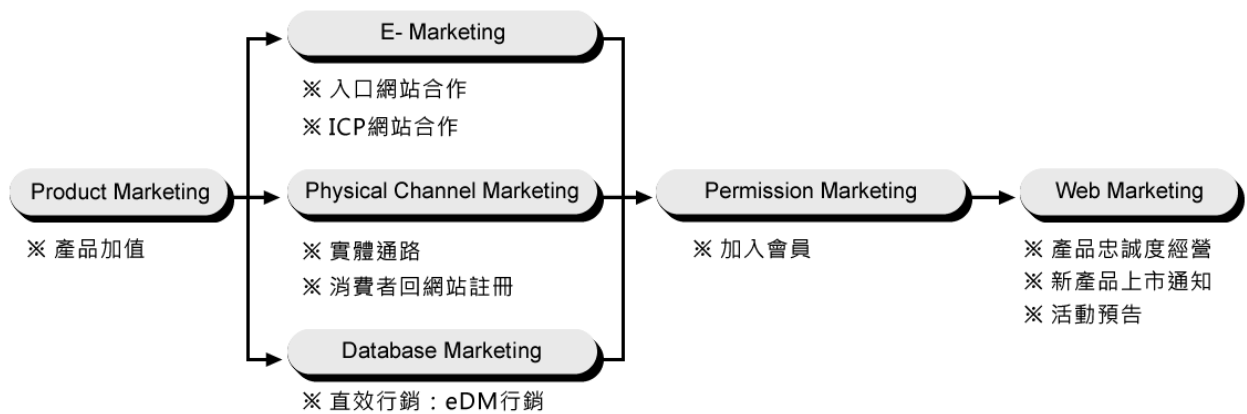 E- Marketing
※ 入口網站合作
※ ICP網站合作
Product Marketing
※ 產品加值
Physical Channel Marketing
※ 實體通路
※ 消費者回網站註冊
Database Marketing
※ 直效行銷：eDM行銷
Permission Marketing
※ 加入會員
Web Marketing
※ 產品忠誠度經營
※ 新產品上市通知
※ 活動預告